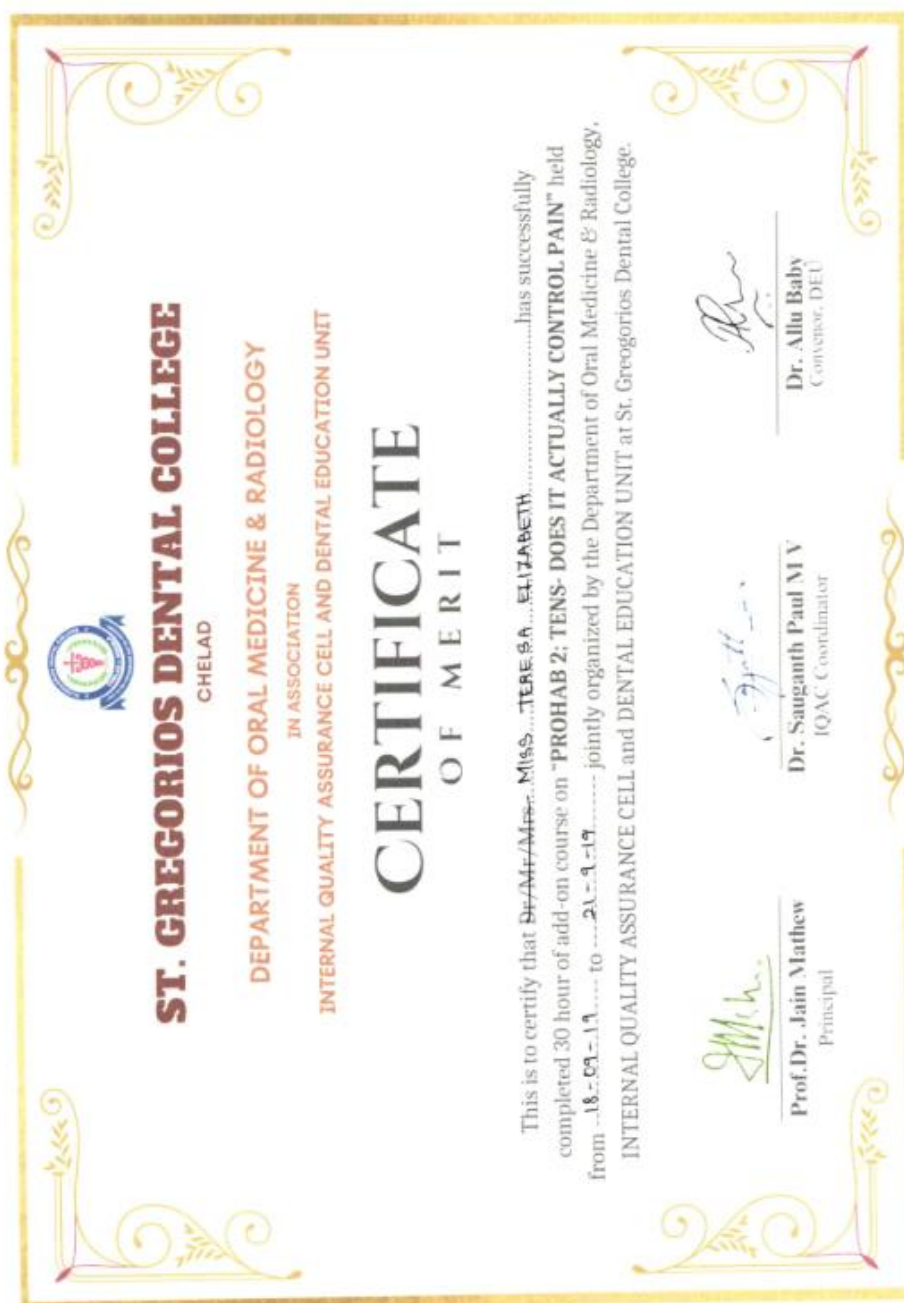 ST. GREGORIOS DENTAL COLLEGE
CHELAD
DEPARTMENT OF ORAL MEDICINE & RADIOLOGY
IN ASSOCIATION
INTERNAL QUALITY ASSURANCE CELL AND DENTAL EDUCATION UNIT
CERTIFICATE
OF MERIT
This is to certify that Dr/Mr/Mrs. MISS TERESA ELIZABETH has successfully
completed 30 hour of add-on course on "PROHAB 2; TENS- DOES IT ACTUALLY CONTROL PAIN" held
from 18-09-19 to 21-9-19 jointly organized by the Department of Oral Medicine & Radiology,
INTERNAL QUALITY ASSURANCE CELL and DENTAL EDUCATION UNIT at St. Greogorios Dental College.
Prof.Dr. Jain Mathew
Principal
Dr. Sauganth Paul M V
IQAC Coordinator
Dr. Allu Baby
Convenor, DEU